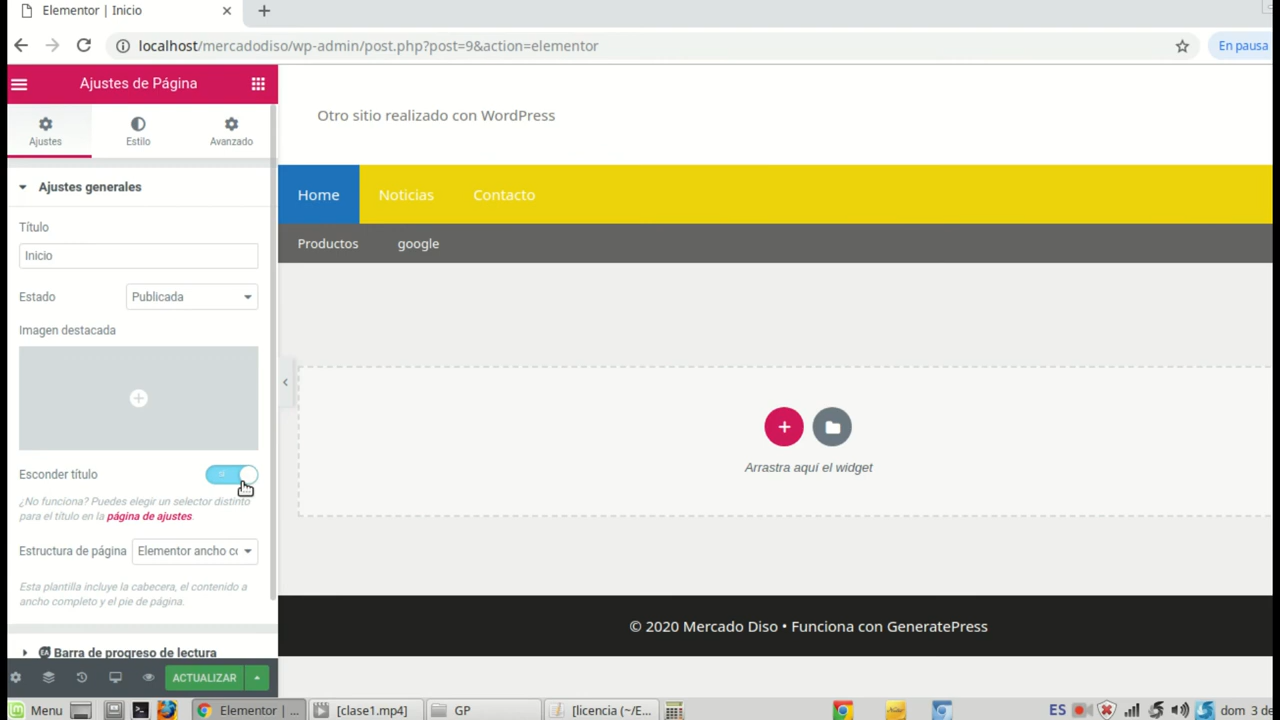 Elementor | Inicio
localhost/mercadodiso/wp-admin/post.php?post=9&action=elementor
En pausa
Ajustes de Página
Ajustes
Estilo
Avanzado
Ajustes generales
Título
Inicio
Estado
Publicada
Imagen destacada
Esconder título
¿No funciona? Puedes elegir un selector distinto
para el título en la página de ajustes.
Estructura de página
Elementor ancho co
Esta plantilla incluye la cabecera, el contenido a
ancho completo y el pie de página.
Barra de progreso de lectura
ACTUALIZAR
Otro sitio realizado con WordPress
Home
Noticias
Contacto
Productos
google
Arrastra aquí el widget
© 2020 Mercado Diso • Funciona con GeneratePress
Menu
Elementor | ...
[clase1.mp4]
GP
[licencia (~/E...
ES
dom 3 de